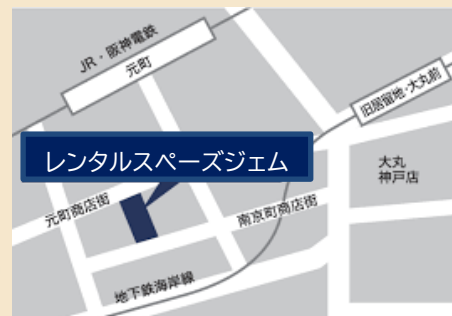 JR・阪神電鉄
元町
旧居留地・大丸前
レンタルスペーズジェム
大丸
神戸店
元町商店街
南京町商店街
地下鉄海岸線